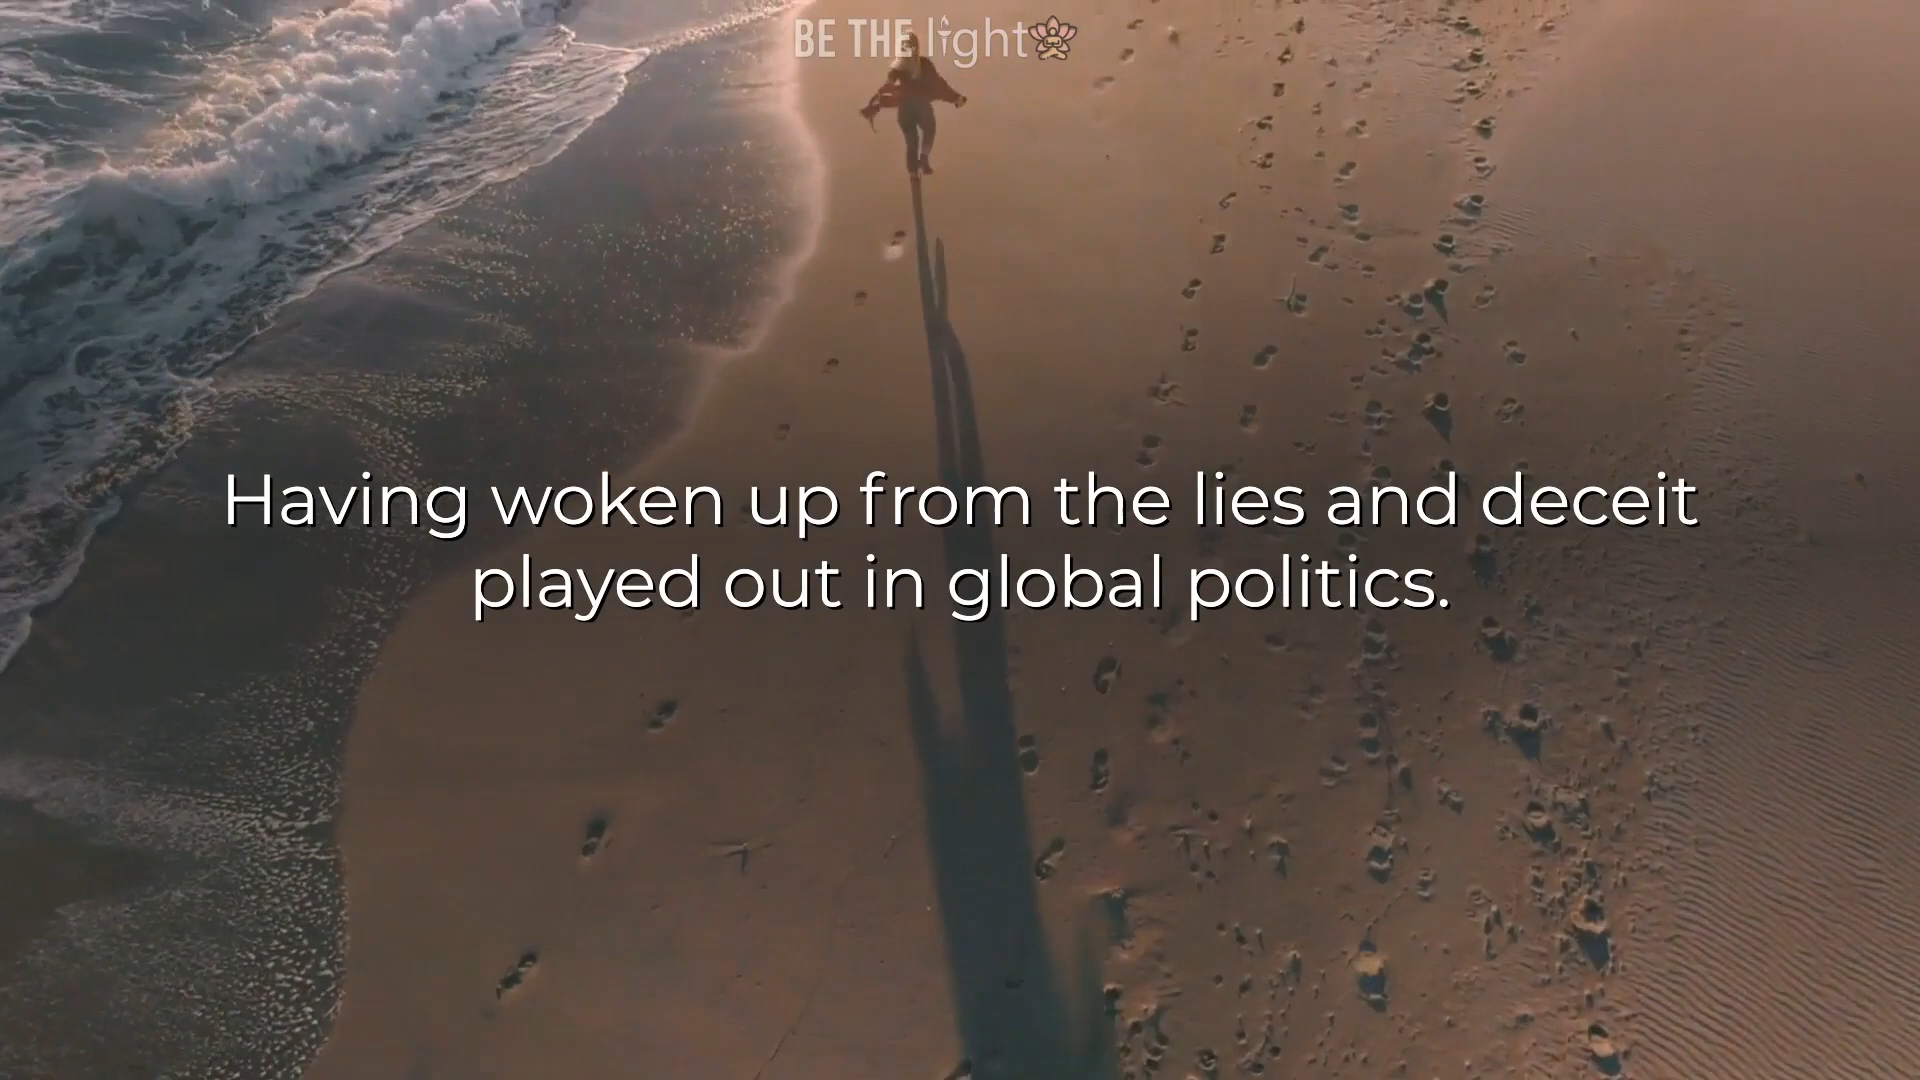 BE THE light
Having woken up from the lies and deceit
played out in global politics.